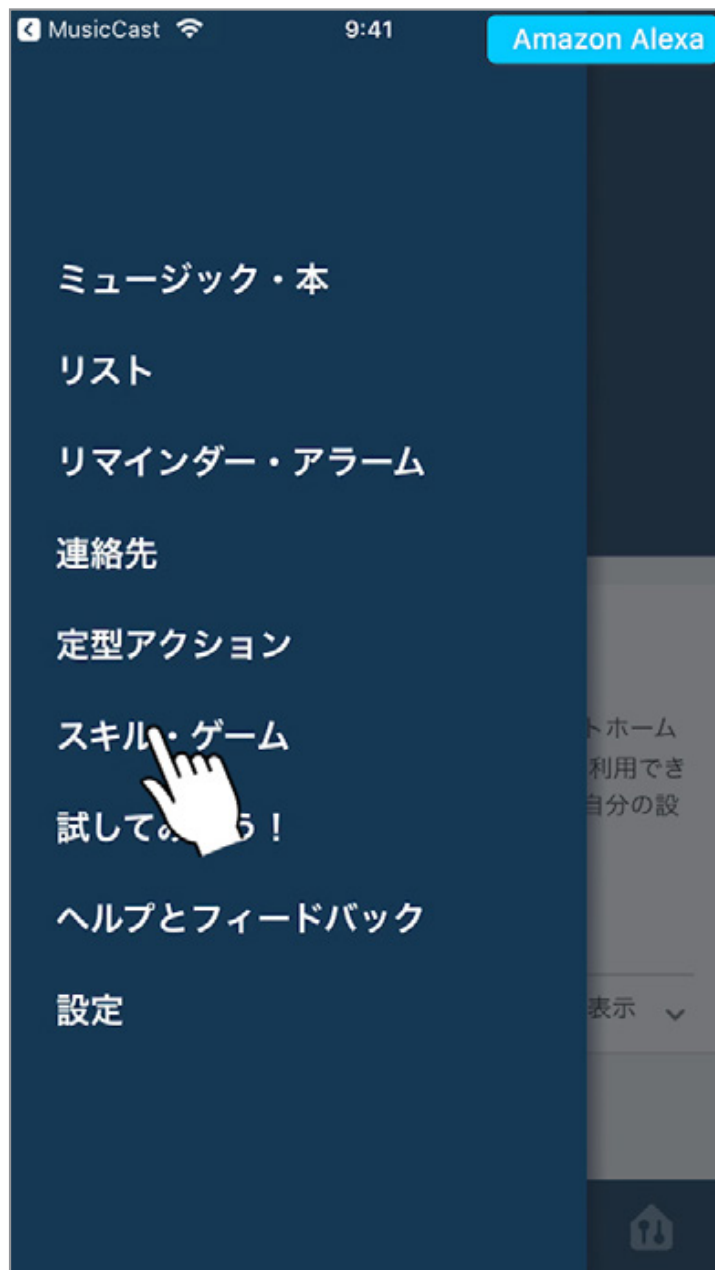 MusicCast
9:41
Amazon Alexa
ミュージック・本
リスト
リマインダー・アラーム
連絡先
定型アクション
スキル・ゲーム
トホーム
利用でき
試して
う！
自分の設
ヘルプとフィードバック
設定
表示